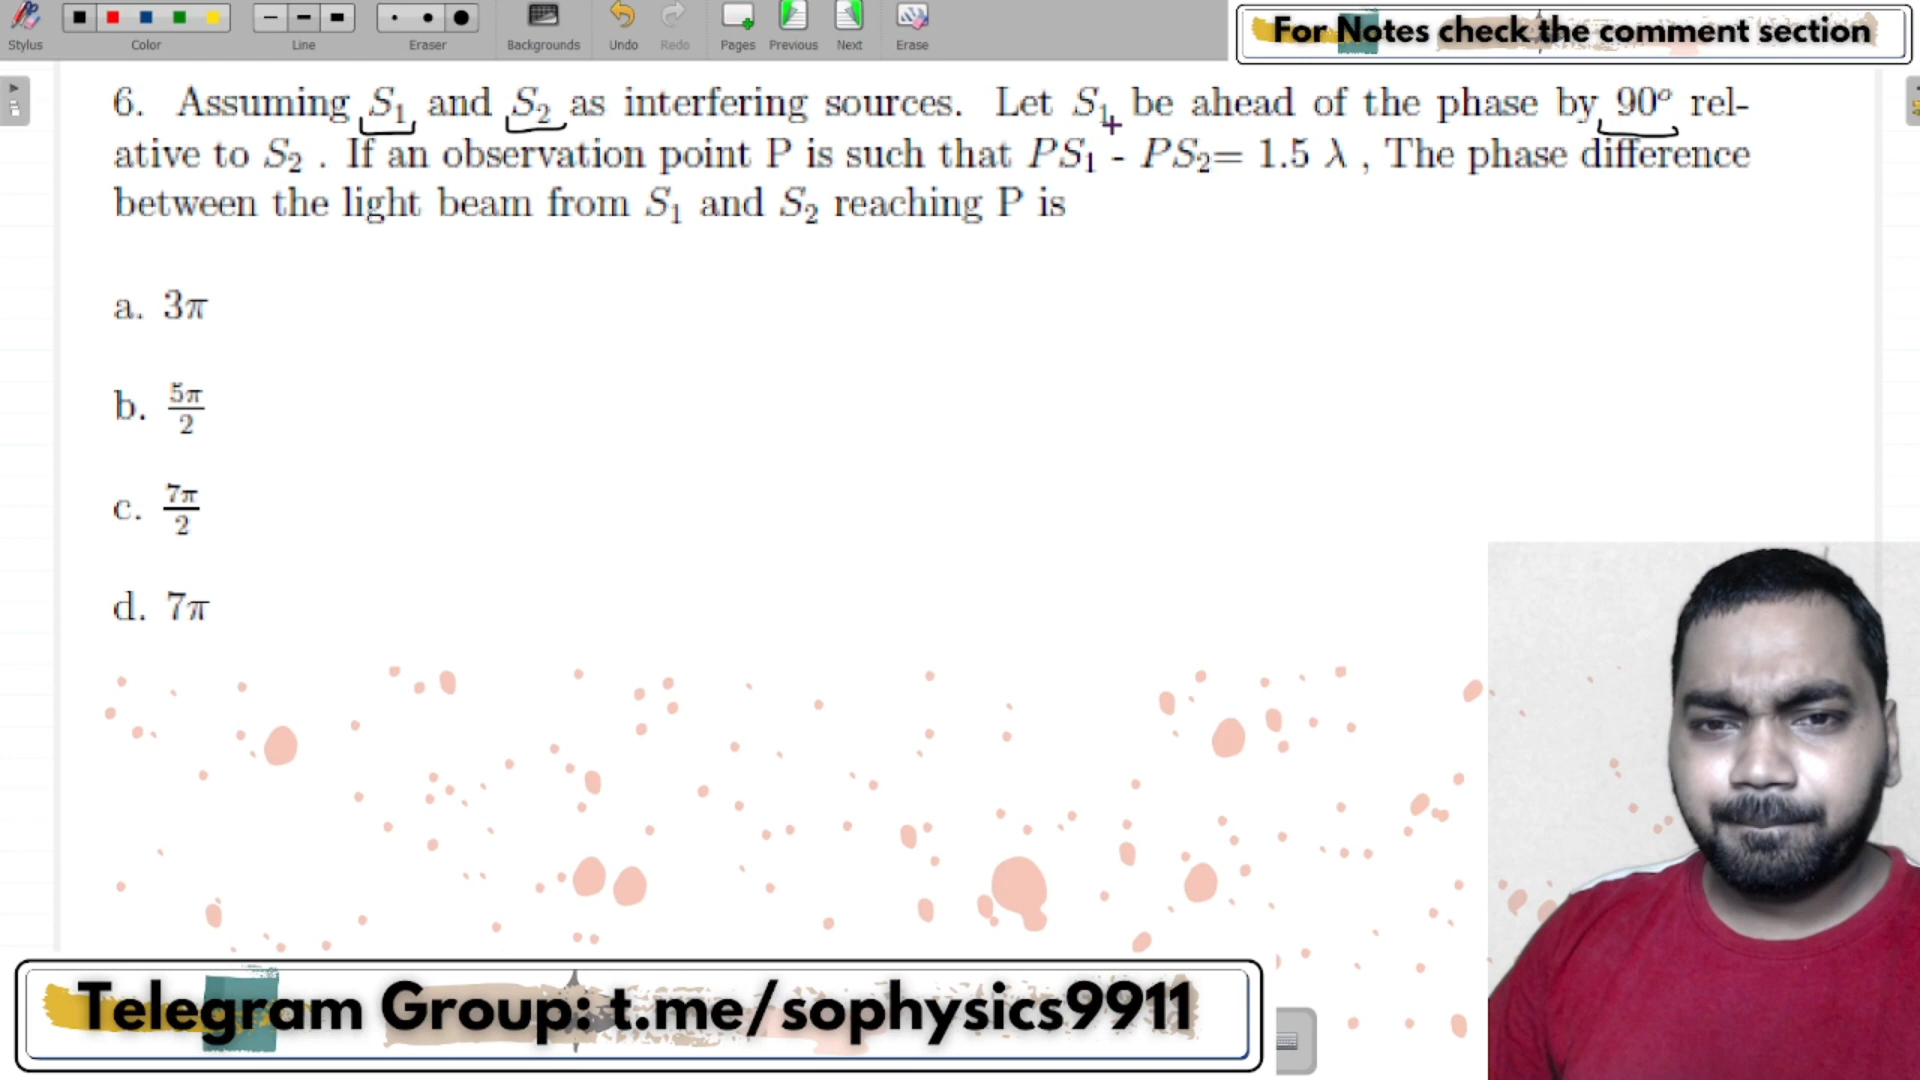 Stylus
Color
Line
Eraser
Backgrounds
Undo
Redo
Pages
Previous
Next
Erase
For Notes check the comment section
6. Assuming S₁ and S₂ as interfering sources. Let S₁ be ahead of the phase by 90° rel-
ative to S₂ . If an observation point P is such that PS₁ - PS₂= 1.5 λ , The phase difference
between the light beam from S₁ and S₂ reaching P is
a. 3π
b. 5π/2
c. 7π/2
d. 7π
Telegram Group: t.me/sophysics9911